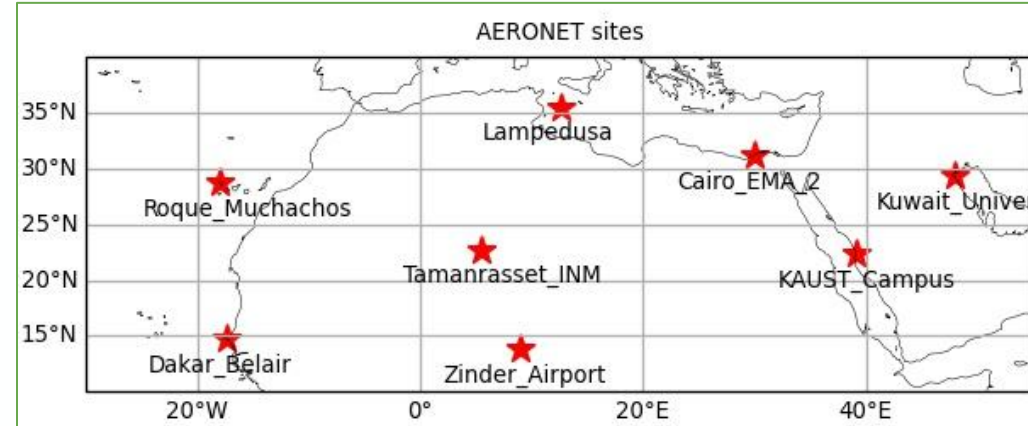 AERONET sites
35°N
Lampedusa
30°N
Cairo_EMA_2
Roque_Muchachos
Kuwait_Univer
25°N
Tamanrasset_INM
20°N
KAUST_Campus
15°N
Dakar_Belair
Zinder_Airport
20°W 0° 20°E 40°E